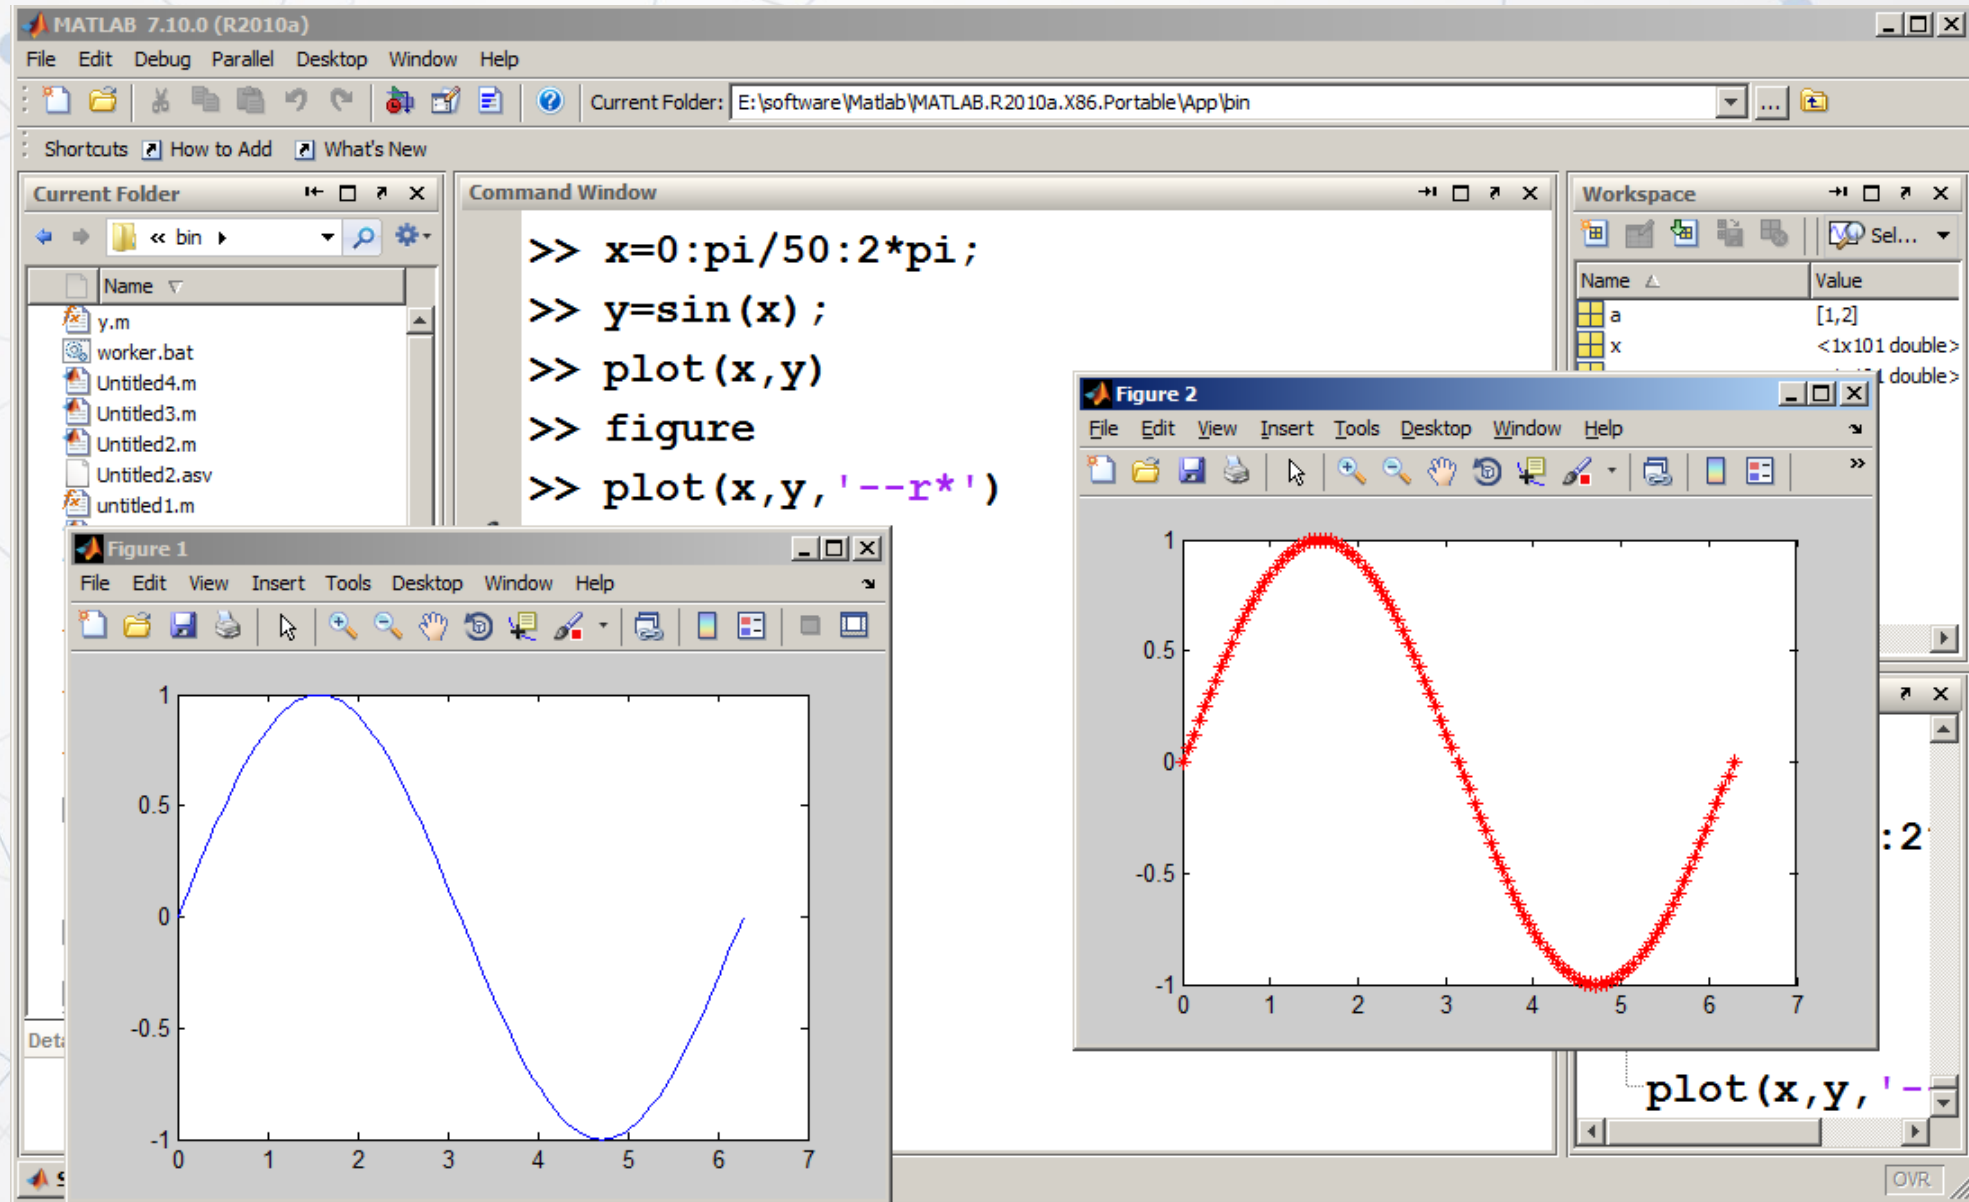 MATLAB 7.10.0 (R2010a)
File Edit Debug Parallel Desktop Window Help
Current Folder: E:\software\Matlab\MATLAB.R2010a.X86.Portable\App\bin
Shortcuts How to Add What's New
Current Folder
« bin
Name
y.m
worker.bat
Untitled4.m
Untitled3.m
Untitled2.m
Untitled2.asv
untitled1.m
Command Window
>> x=0:pi/50:2*pi;
>> y=sin(x);
>> plot(x,y)
>> figure
>> plot(x,y,'--r*')
Workspace
Sel...
Name Value
a [1,2]
x <1x101 double>
1 double>
Figure 1
File Edit View Insert Tools Desktop Window Help
1
0.5
0
-0.5
-1
0 1 2 3 4 5 6 7
Figure 2
File Edit View Insert Tools Desktop Window Help
1
0.5
0
-0.5
-1
0 1 2 3 4 5 6 7
:2
plot(x,y,'-
OVR